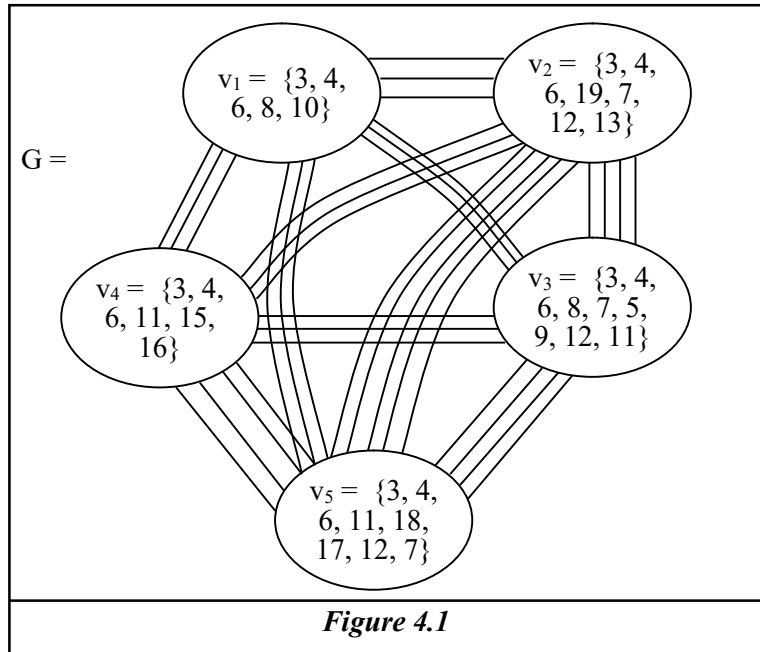 v₁ = {3, 4,
6, 8, 10}
v₂ = {3, 4,
6, 19, 7,
12, 13}
G =
v₄ = {3, 4,
6, 11, 15,
16}
v₃ = {3, 4,
6, 8, 7, 5,
9, 12, 11}
v₅ = {3, 4,
6, 11, 18,
17, 12, 7}
Figure 4.1